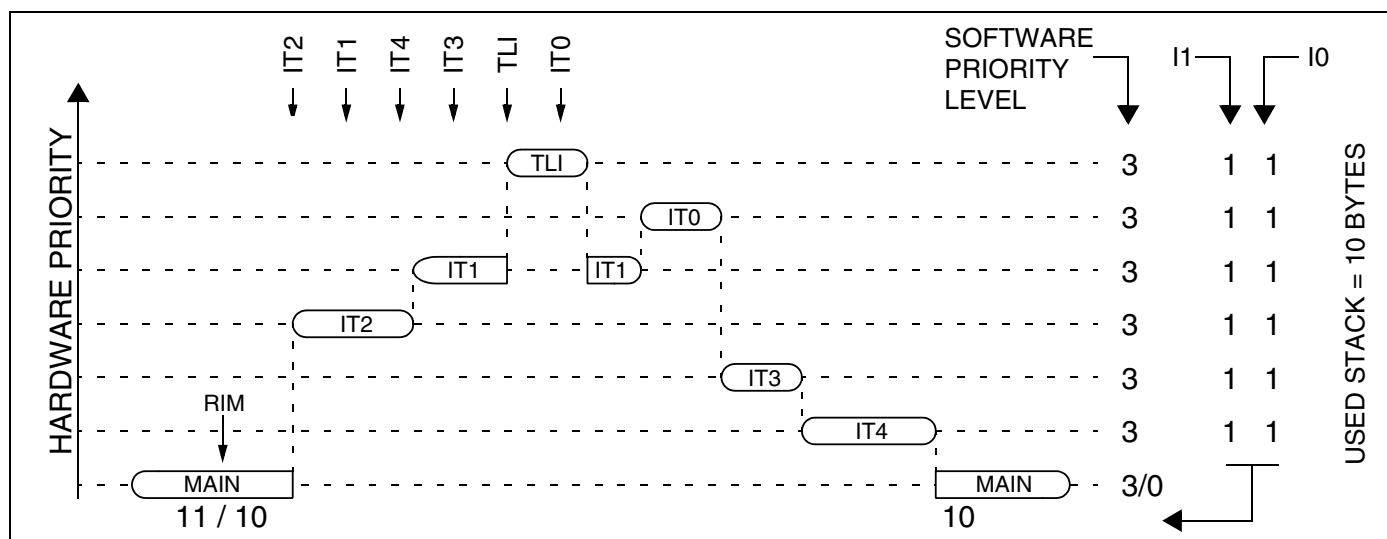 IT2 IT1 IT4 IT3 TLI IT0
SOFTWARE
PRIORITY
LEVEL
I1
I0
HARDWARE PRIORITY
USED STACK = 10 BYTES
TLI
3 1 1
IT0
3 1 1
IT1
IT1
3 1 1
IT2
3 1 1
IT3
3 1 1
RIM
IT4
3 1 1
MAIN
MAIN
3/0
11 / 10
10